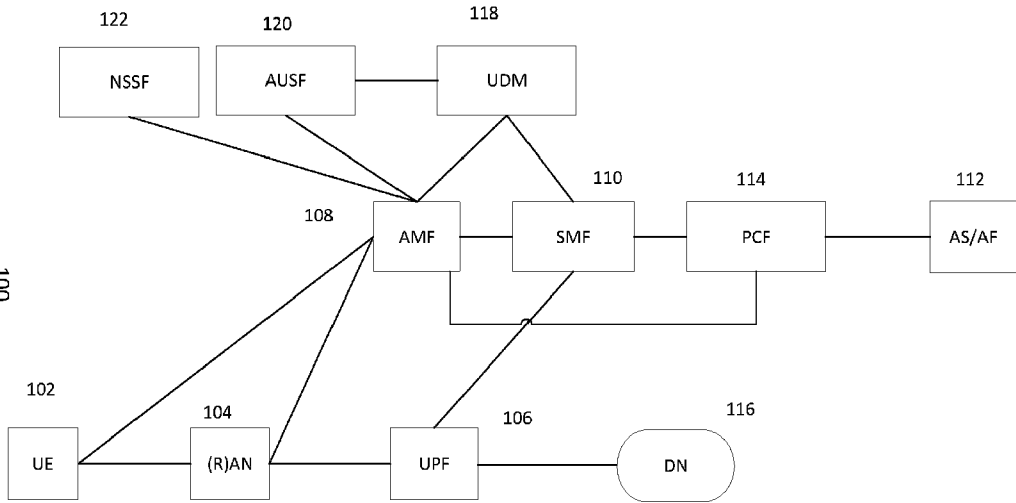 122
120
118
NSSF
AUSF
UDM
110
114
112
108
AMF
SMF
PCF
AS/AF
100
102
104
106
116
UE
(R)AN
UPF
DN